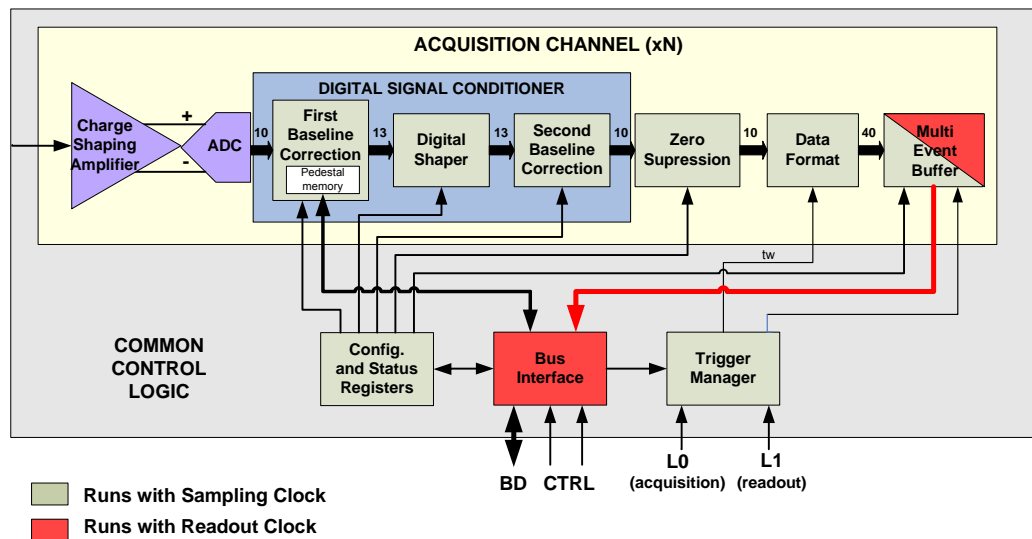 ACQUISITION CHANNEL (xN)
DIGITAL SIGNAL CONDITIONER
Charge
Shaping
Amplifier
+
-
ADC
10
First
Baseline
Correction
Pedestal
memory
13
Digital
Shaper
13
Second
Baseline
Correction
10
Zero
Supression
10
Data
Format
40
Multi
Event
Buffer
tw
COMMON
CONTROL
LOGIC
Config.
and Status
Registers
Bus
Interface
Trigger
Manager
BD
CTRL
L0
(acquisition)
L1
(readout)
Runs with Sampling Clock
Runs with Readout Clock